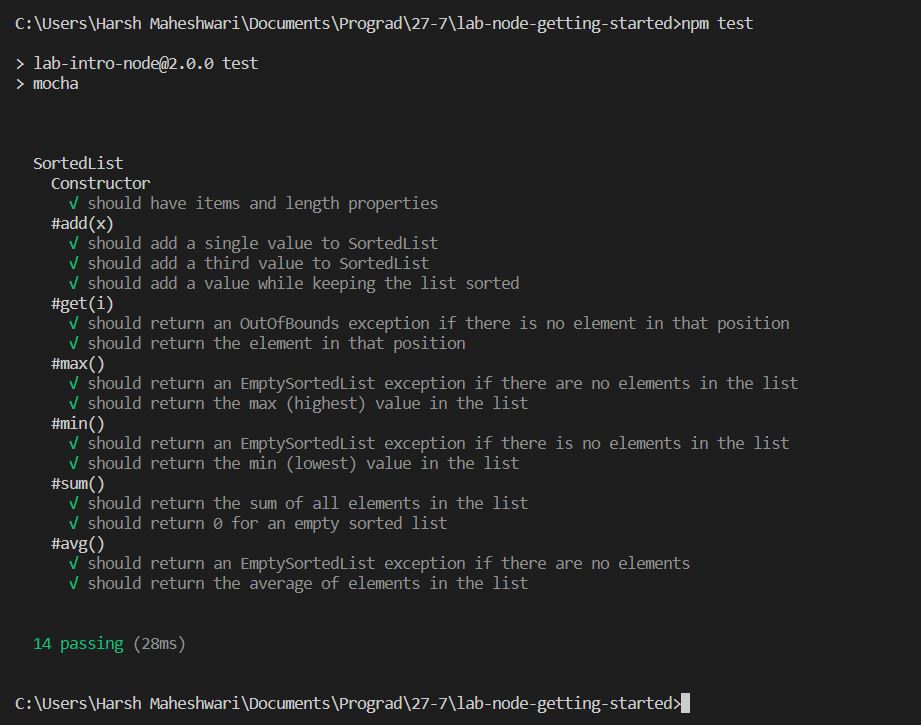 C:\Users\Harsh Maheshwari\Documents\Prograd\27-7\lab-node-getting-started>npm test
> lab-intro-node@2.0.0 test
> mocha
SortedList
Constructor
√ should have items and length properties
#add(x)
√ should add a single value to SortedList
√ should add a third value to SortedList
√ should add a value while keeping the list sorted
#get(i)
√ should return an OutOfBounds exception if there is no element in that position
√ should return the element in that position
#max()
√ should return an EmptySortedList exception if there are no elements in the list
√ should return the max (highest) value in the list
#min()
√ should return an EmptySortedList exception if there is no elements in the list
√ should return the min (lowest) value in the list
#sum()
√ should return the sum of all elements in the list
√ should return 0 for an empty sorted list
#avg()
√ should return an EmptySortedList exception if there are no elements
√ should return the average of elements in the list
14 passing (28ms)
C:\Users\Harsh Maheshwari\Documents\Prograd\27-7\lab-node-getting-started>